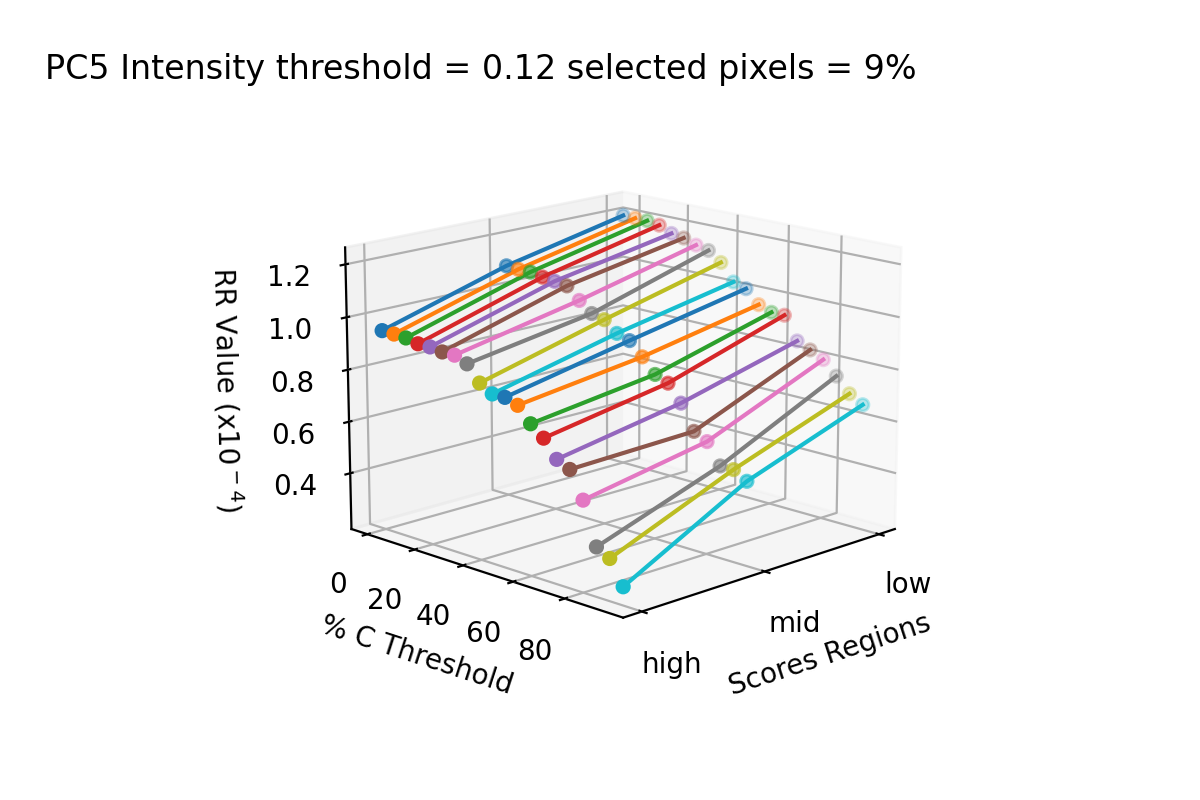 PC5 Intensity threshold = 0.12 selected pixels = 9%
1.2
1.0
0.8
0.6
0.4
RR Value (x10⁻⁴)
0
20
40
60
80
% C Threshold
high
mid
low
Scores Regions